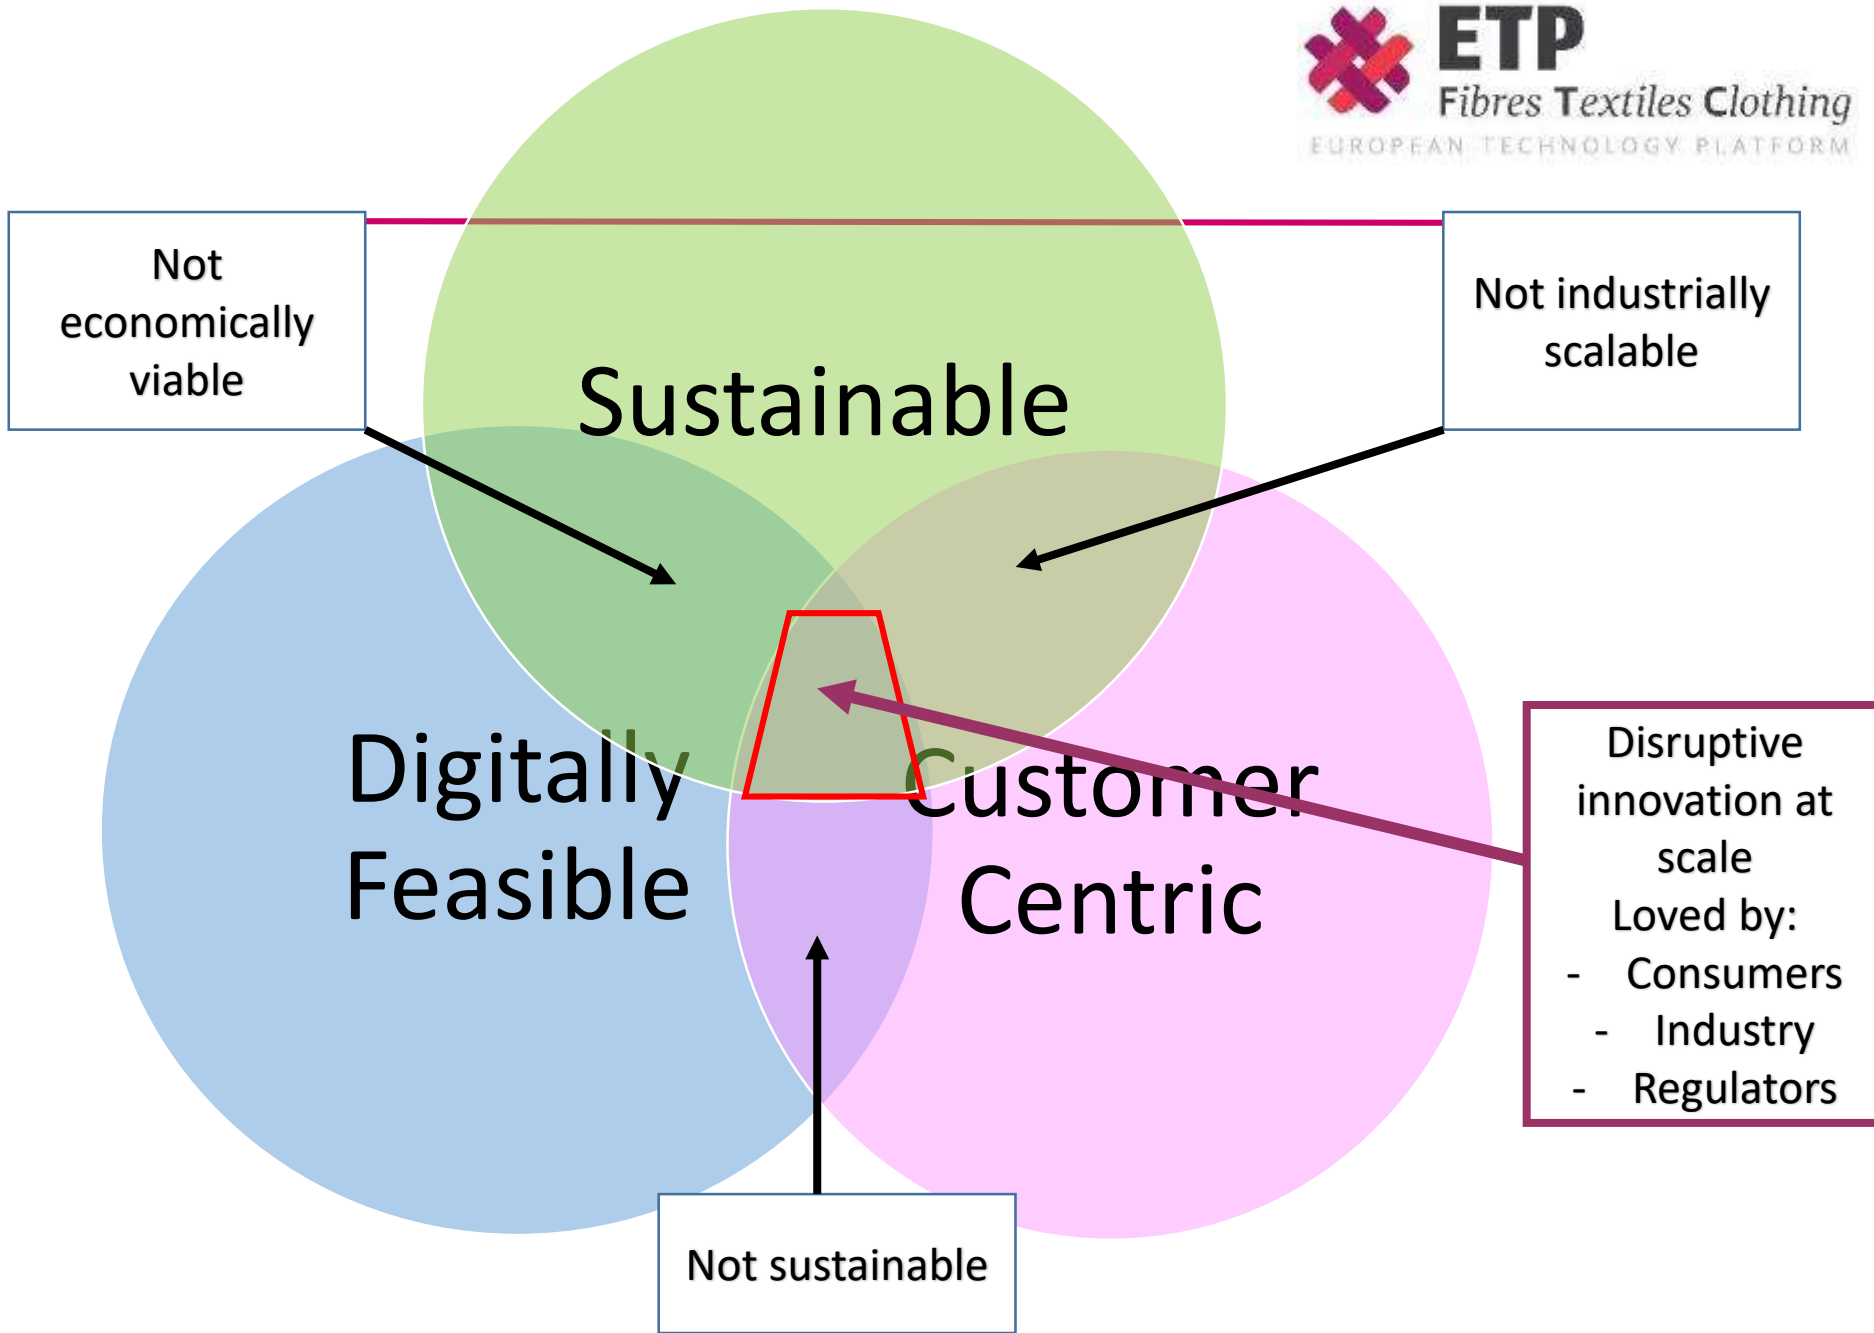 ETP
Fibres Textiles Clothing
EUROPEAN TECHNOLOGY PLATFORM
Not
economically
viable
Not industrially
scalable
Sustainable
Digitally
Feasible
Customer
Centric
Disruptive
innovation at
scale
Loved by:
- Consumers
- Industry
- Regulators
Not sustainable